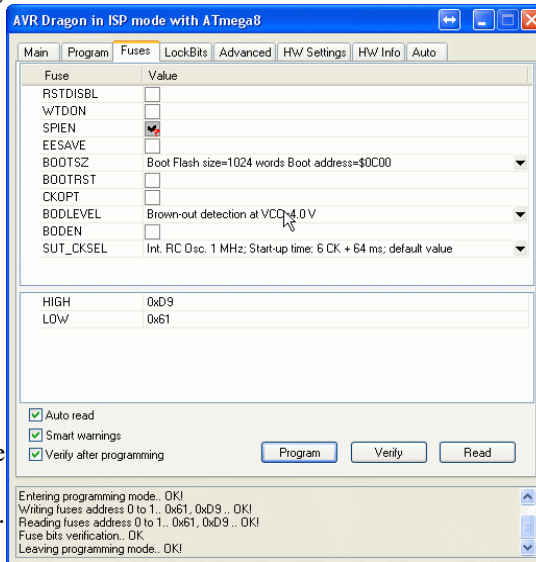 AVR Dragon in ISP mode with ATmega8
Main Program Fuses LockBits Advanced HW Settings HW Info Auto
Fuse Value
RSTDISBL
WTDON
SPIEN
EESAVE
BOOTSZ Boot Flash size=1024 words Boot address=$0C00
BOOTRST
CKOPT
BODLEVEL Brown-out detection at VCC=4.0 V
BODEN
SUT_CKSEL Int. RC Osc. 1 MHz; Start-up time: 6 CK + 64 ms; default value
HIGH 0xD9
LOW 0x61
Auto read
Smart warnings
Verify after programming
Program Verify Read
Entering programming mode.. OK!
Writing fuses address 0 to 1.. 0x61, 0xD9 .. OK!
Reading fuses address 0 to 1.. 0x61, 0xD9 .. OK!
Fuse bits verification.. OK
Leaving programming mode.. OK!